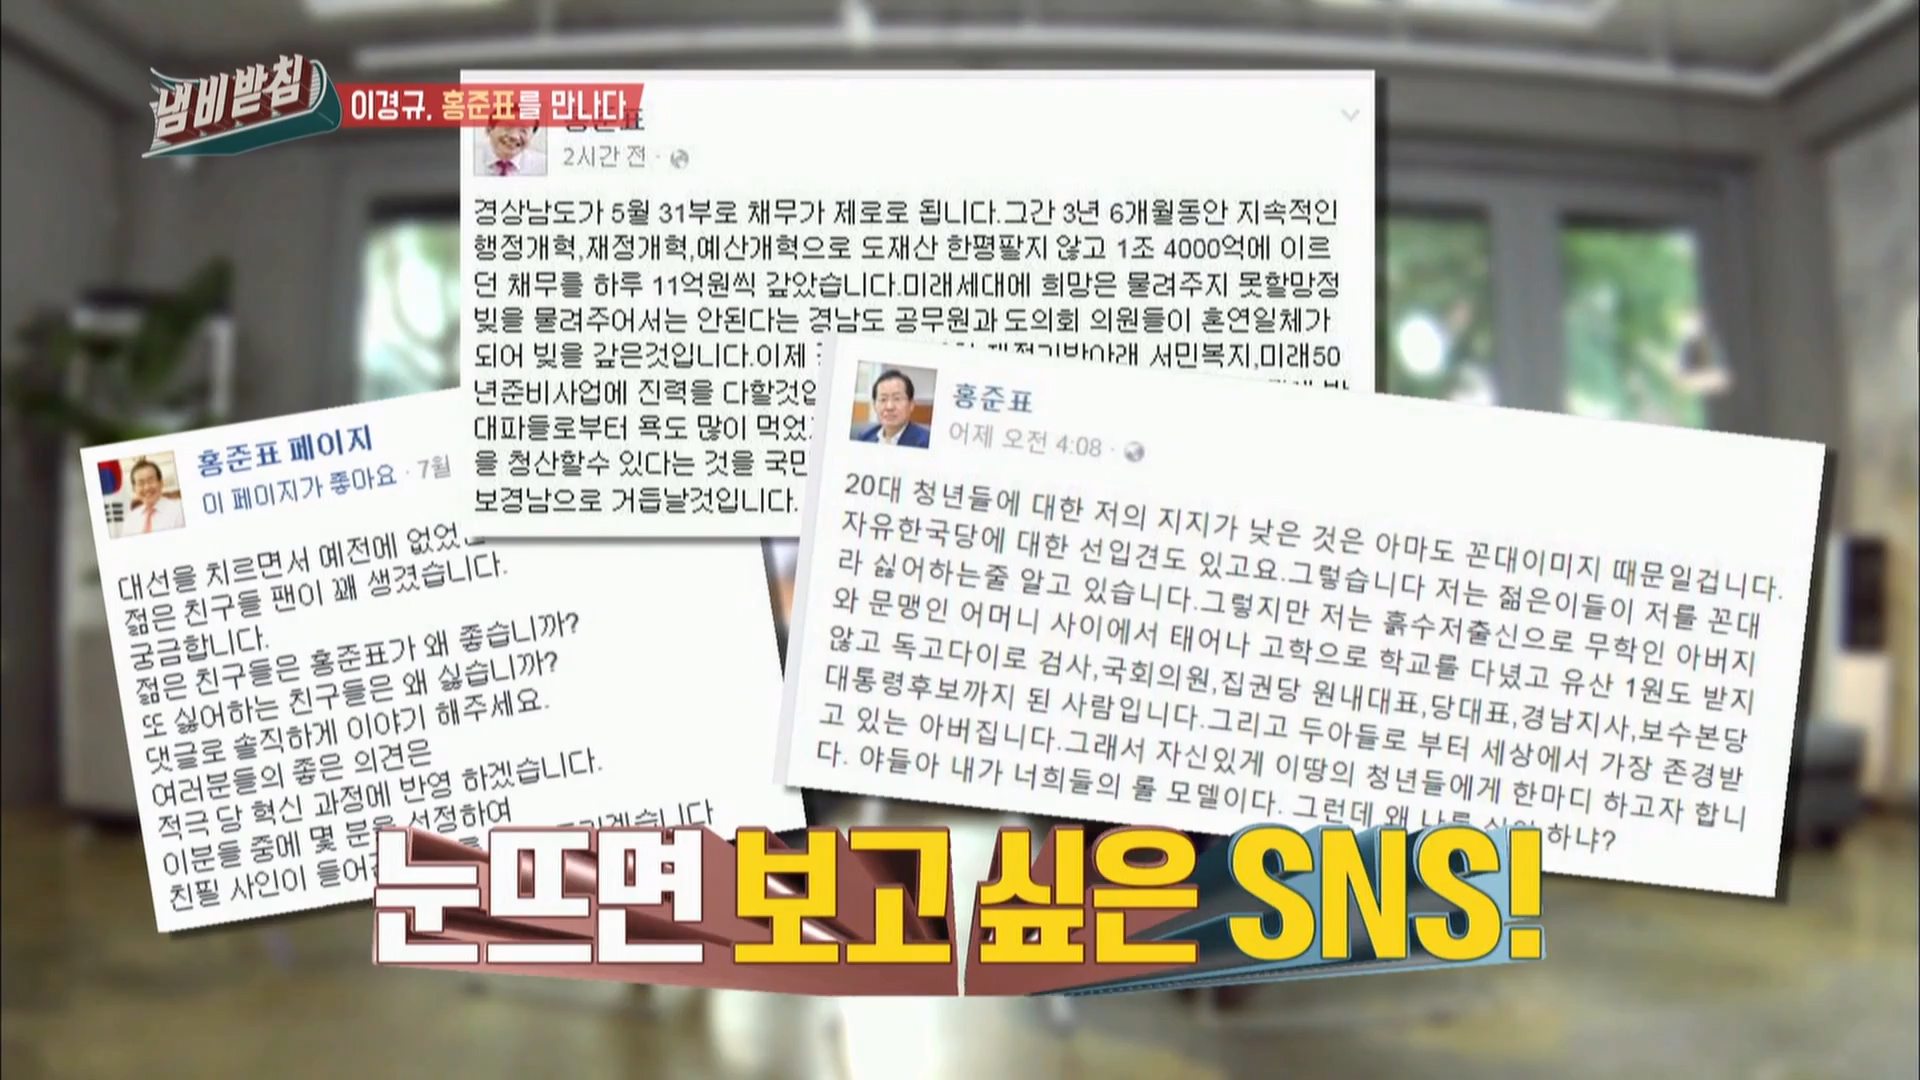 냄비받침
이경규, 홍준표를 만나다
홍준표
2시간 전 ·
경상남도가 5월 31부로 채무가 제로로 됩니다.그간 3년 6개월동안 지속적인
행정개혁,재정개혁,예산개혁으로 도재산 한평팔지 않고 1조 4000억에 이르
던 채무를 하루 11억원씩 갚았습니다.미래세대에 희망은 물려주지 못할망정
빚을 물려주어서는 안된다는 경남도 공무원과 도의회 의원들이 혼연일체가
되어 빚을 갚은것입니다.이제 재정기반아래 서민복지,미래50
년준비사업에 진력을 다할것입
대파들로부터 욕도 많이 먹었
을 청산할수 있다는 것을 국민
보경남으로 거듭날것입니다.
홍준표 페이지
이 페이지가 좋아요 · 7월
대선을 치르면서 예전에 없었
젊은 친구들 팬이 꽤 생겼습니다.
궁금합니다.
젊은 친구들은 홍준표가 왜 좋습니까?
또 싫어하는 친구들은 왜 싫습니까?
댓글로 솔직하게 이야기 해주세요.
여러분들의 좋은 의견은
적극 당 혁신 과정에 반영 하겠습니다.
이분들 중에 몇 분을 선정하여
친필 사인이 들어간
홍준표
어제 오전 4:08 ·
20대 청년들에 대한 저의 지지가 낮은 것은 아마도 꼰대이미지 때문일겁니다.
자유한국당에 대한 선입견도 있고요.그렇습니다 저는 젊은이들이 저를 꼰대
라 싫어하는줄 알고 있습니다.그렇지만 저는 흙수저출신으로 무학인 아버지
와 문맹인 어머니 사이에서 태어나 고학으로 학교를 다녔고 유산 1원도 받지
않고 독고다이로 검사,국회의원,집권당 원내대표,당대표,경남지사,보수본당
대통령후보까지 된 사람입니다.그리고 두아들로 부터 세상에서 가장 존경받
고 있는 아버집니다.그래서 자신있게 이땅의 청년들에게 한마디 하고자 합니
다. 야들아 내가 너희들의 롤 모델이다. 그런데 왜 나를 싫어 하냐?
눈뜨면 보고 싶은 SNS!